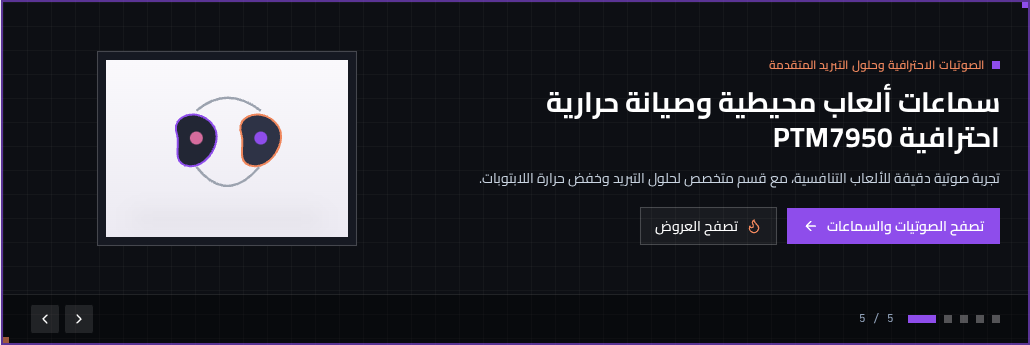 الصوتيات الاحترافية وحلول التبريد المتقدمة
سماعات ألعاب محيطية وصيانة حرارية
احترافية PTM7950
تجربة صوتية دقيقة للألعاب التنافسية، مع قسم متخصص لحلول التبريد وخفض حرارة اللابتوبات.
تصفح الصوتيات والسماعات
تصفح العروض
5 / 5